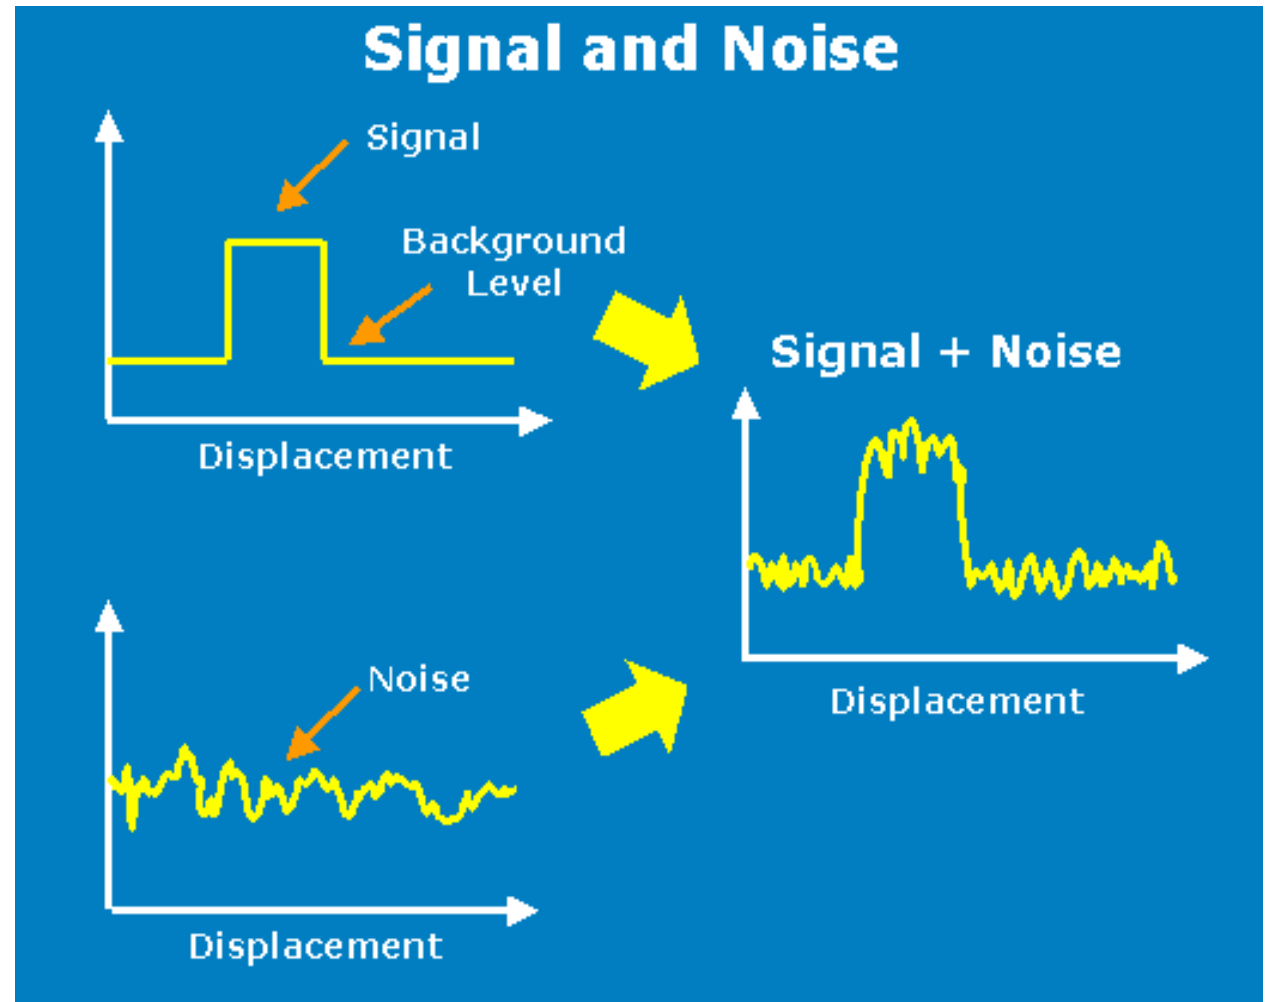 Signal and Noise
Signal
Background
Level
Displacement
Signal + Noise
Displacement
Noise
Displacement